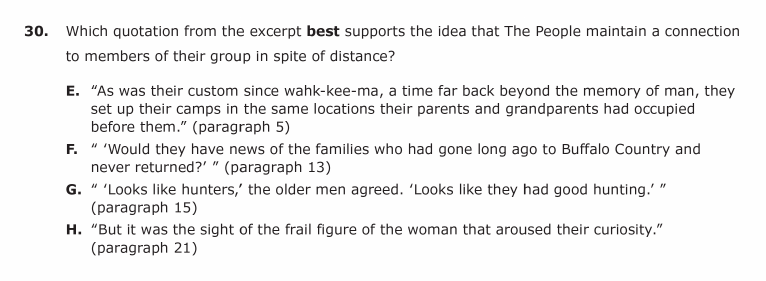 30. Which quotation from the excerpt best supports the idea that The People maintain a connection
to members of their group in spite of distance?
E. “As was their custom since wahk-kee-ma, a time far back beyond the memory of man, they
set up their camps in the same locations their parents and grandparents had occupied
before them.” (paragraph 5)
F. “ ‘Would they have news of the families who had gone long ago to Buffalo Country and
never returned?’ ” (paragraph 13)
G. “ ‘Looks like hunters,’ the older men agreed. ‘Looks like they had good hunting.’ ”
(paragraph 15)
H. “But it was the sight of the frail figure of the woman that aroused their curiosity.”
(paragraph 21)